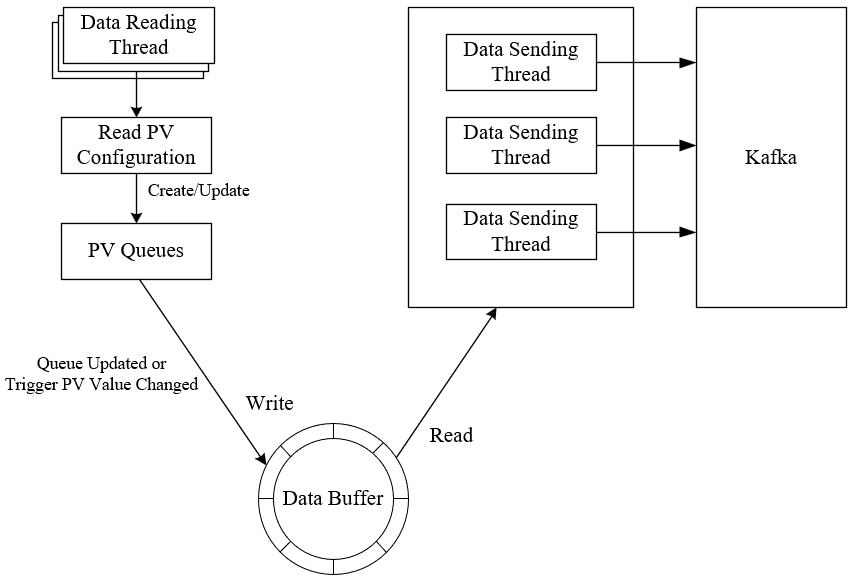 Data Reading
Thread
Read PV
Configuration
Create/Update
PV Queues
Queue Updated or
Trigger PV Value Changed
Write
Data Buffer
Read
Data Sending
Thread
Data Sending
Thread
Data Sending
Thread
Kafka